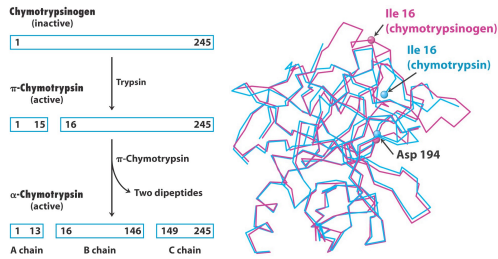 Chymotrypsinogen
(inactive)
1 245
Trypsin
π-Chymotrypsin
(active)
1 15 16 245
π-Chymotrypsin
Two dipeptides
α-Chymotrypsin
(active)
1 13 16 146 149 245
A chain B chain C chain
Ile 16
(chymotrypsinogen)
Ile 16
(chymotrypsin)
Asp 194